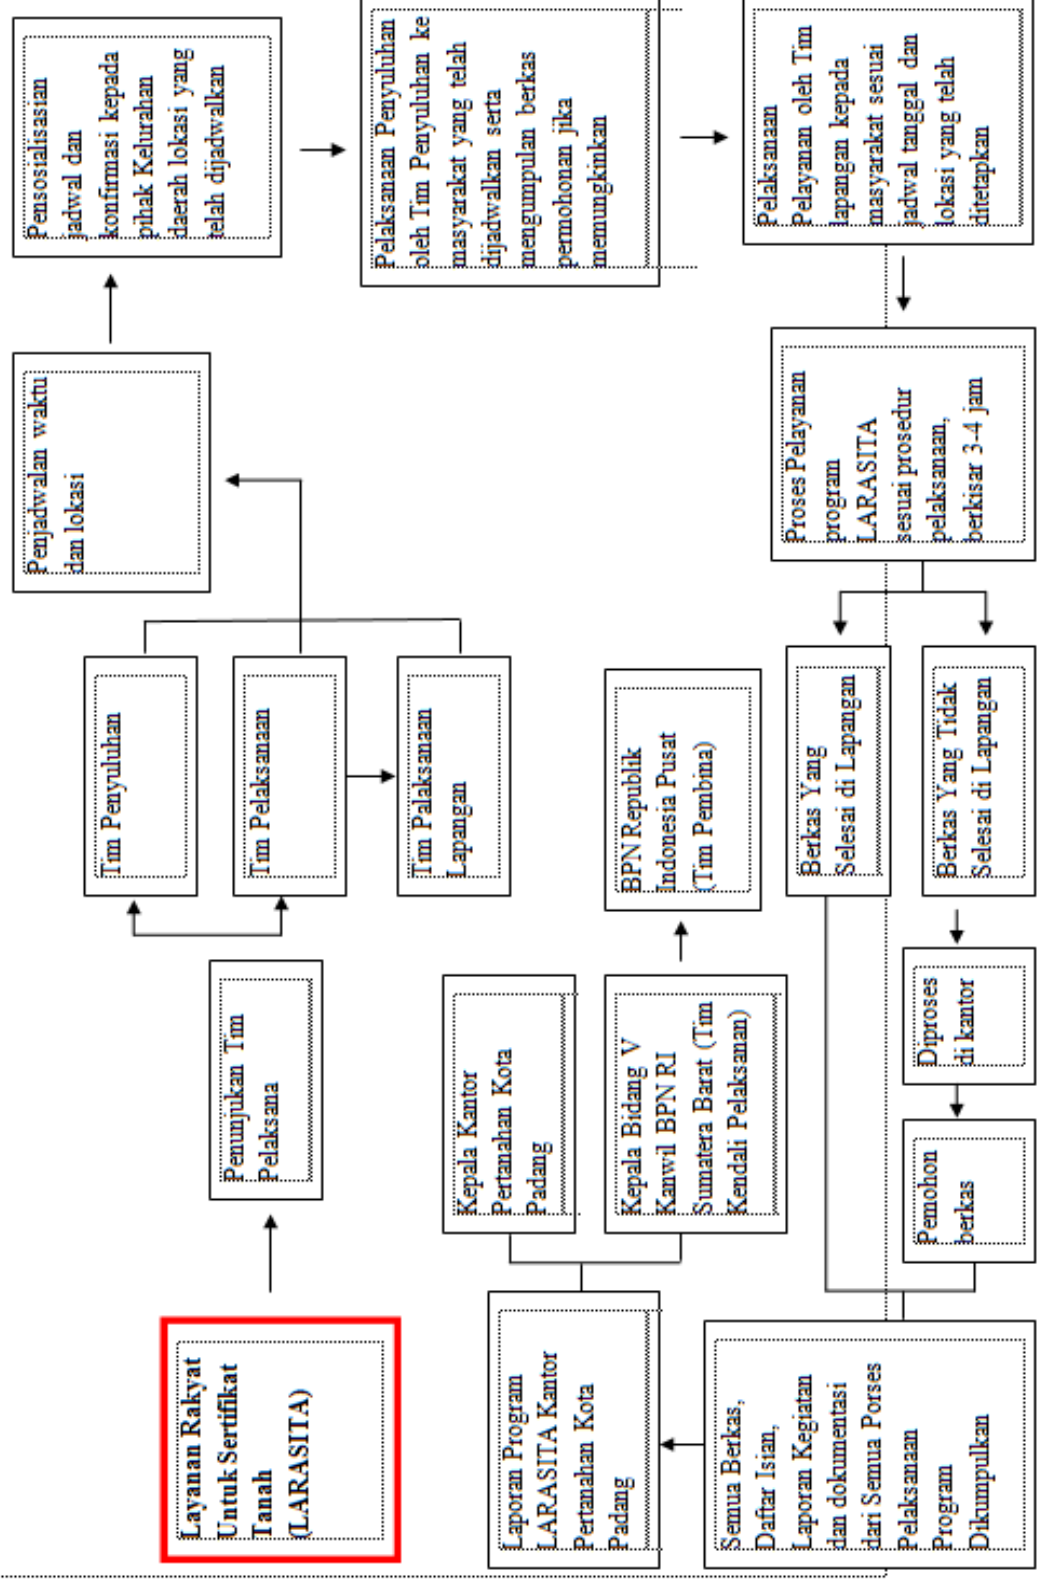 Layanan Rakyat
Untuk Sertifikat
Tanah
(LARASITA)
Penunjukan Tim
Pelaksana
Tim Penyuluhan
Tim Pelaksanaan
Tim Palaksanaan
Lapangan
Penjadwalan waktu
dan lokasi
Pensosialisasian
jadwal dan
konfirmasi kepada
pihak Kelurahan
daerah lokasi yang
telah dijadwalkan
Pelaksanaan Penyuluhan
oleh Tim Penyuluhan ke
masyarakat yang telah
dijadwalkan serta
mengumpulan berkas
permohonan jika
memungkinkan
Pelaksanaan
Pelayanan oleh Tim
lapangan kepada
masyarakat sesuai
jadwal tanggal dan
lokasi yang telah
ditetapkan
Proses Pelayanan
program
LARASITA
sesuai prosedur
pelaksanaan,
berkisar 3-4 jam
Berkas Yang
Selesai di Lapangan
Berkas Yang Tidak
Selesai di Lapangan
Diproses
di kantor
Pemohon
berkas
Semua Berkas,
Daftar Isian,
Laporan Kegiatan
dan dokumentasi
dari Semua Porses
Pelaksanaan
Program
Dikumpulkan
Laporan Program
LARASITA Kantor
Pertanahan Kota
Padang
Kepala Kantor
Pertanahan Kota
Padang
Kepala Bidang V
Kanwil BPN RI
Sumatera Barat (Tim
Kendali Pelaksanan)
BPN Republik
Indonesia Pusat
(Tim Pembina)